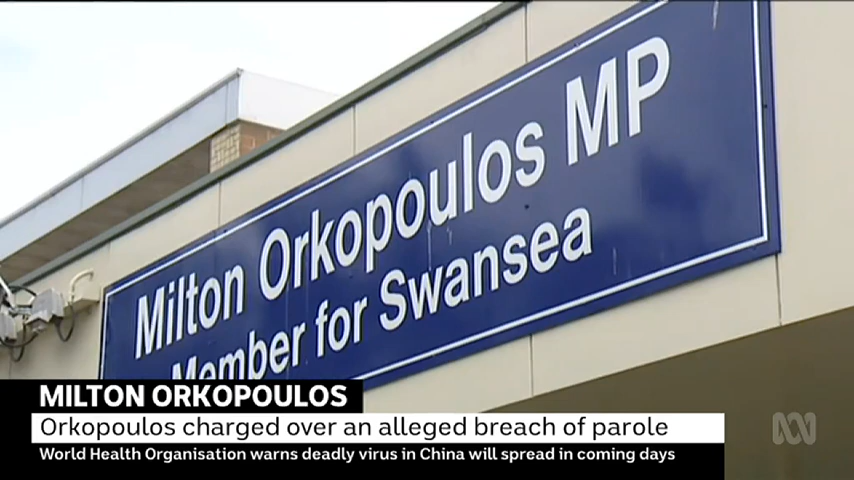 Milton Orkopoulos MP
Member for Swansea
MILTON ORKOPOULOS
Orkopoulos charged over an alleged breach of parole
World Health Organisation warns deadly virus in China will spread in coming days